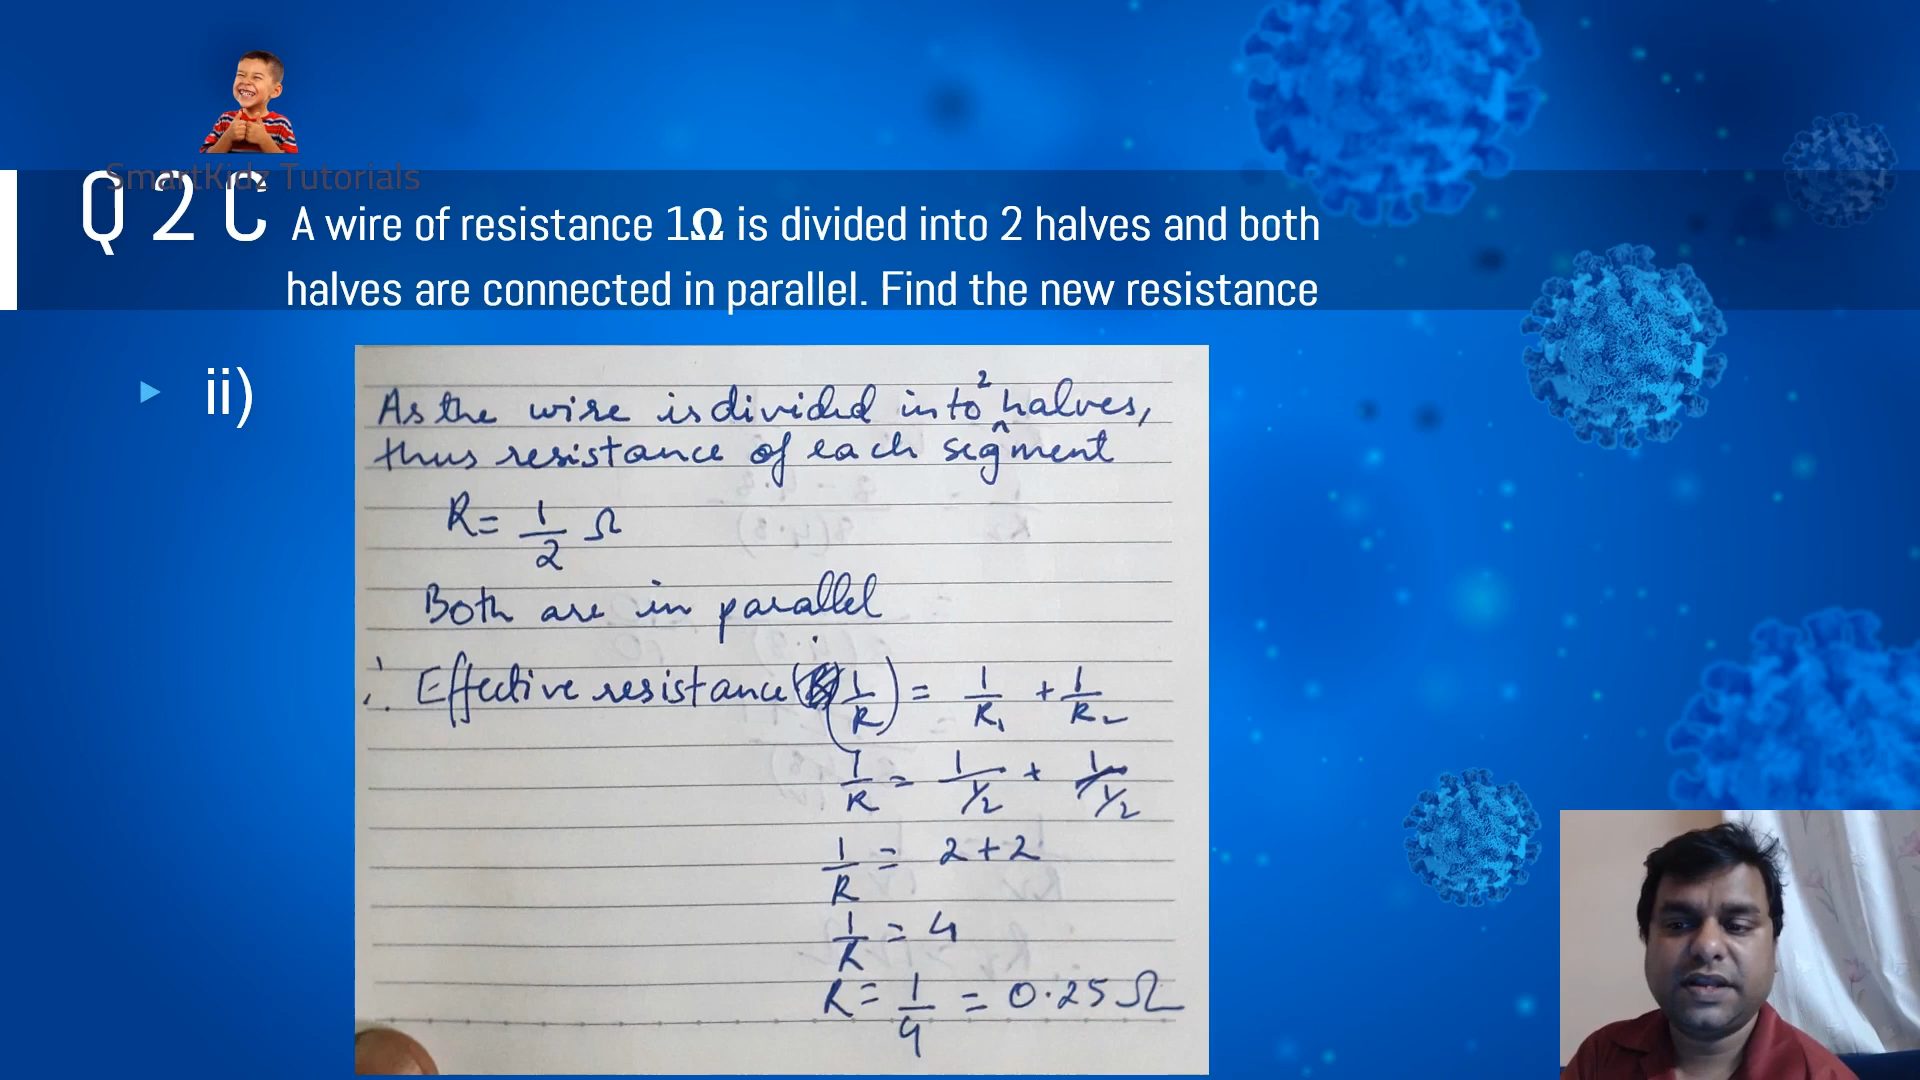 SmartKidz Tutorials
Q 2 C A wire of resistance 1Ω is divided into 2 halves and both
halves are connected in parallel. Find the new resistance
ii)
As the wire is divided into 2 halves,
thus resistance of each segment
R = 1/2 Ω
Both are in parallel
∴ Effective resistance (1/R) = 1/R₁ + 1/R₂
1/R = 1/1/2 + 1/1/2
1/R = 2+2
1/R = 4
R = 1/4 = 0.25 Ω